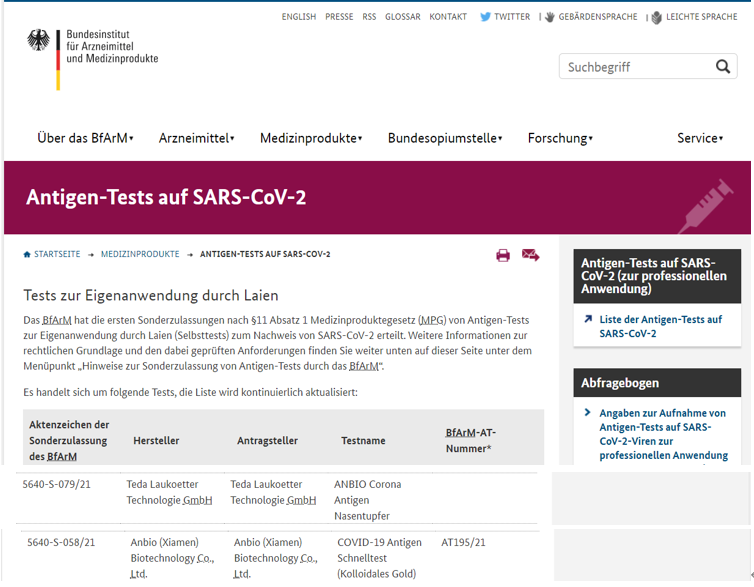 ENGLISH PRESSE RSS GLOSSAR KONTAKT TWITTER | GEBÄRDENSPRACHE | LEICHTE SPRACHE
Bundesinstitut
für Arzneimittel
und Medizinprodukte
Suchbegriff
Über das BfArM▾ Arzneimittel▾ Medizinprodukte▾ Bundesopiumstelle▾ Forschung▾ Service▾
Antigen-Tests auf SARS-CoV-2
STARTSEITE → MEDIZINPRODUKTE → ANTIGEN-TESTS AUF SARS-COV-2
Tests zur Eigenanwendung durch Laien
Das BfArM hat die ersten Sonderzulassungen nach §11 Absatz 1 Medizinproduktegesetz (MPG) von Antigen-Tests
zur Eigenanwendung durch Laien (Selbsttests) zum Nachweis von SARS-CoV-2 erteilt. Weitere Informationen zur
rechtlichen Grundlage und den dabei geprüften Anforderungen finden Sie weiter unten auf dieser Seite unter dem
Menüpunkt „Hinweise zur Sonderzulassung von Antigen-Tests durch das BfArM“.
Es handelt sich um folgende Tests, die Liste wird kontinuierlich aktualisiert:
Aktenzeichen der
Sonderzulassung
des BfArM
Hersteller
Antragsteller
Testname
BfArM-AT-
Nummer*
5640-S-079/21
Teda Laukoetter
Technologie GmbH
Teda Laukoetter
Technologie GmbH
ANBIO Corona
Antigen
Nasentupfer
5640-S-058/21
Anbio (Xiamen)
Biotechnology Co.,
Ltd.
Anbio (Xiamen)
Biotechnology Co.,
Ltd.
COVID-19 Antigen
Schnelltest
(Kolloidales Gold)
AT195/21
Antigen-Tests auf SARS-
CoV-2 (zur professionellen
Anwendung)
Liste der Antigen-Tests auf
SARS-CoV-2
Abfragebogen
Angaben zur Aufnahme von
Antigen-Tests auf SARS-
CoV-2-Viren zur
professionellen Anwendung